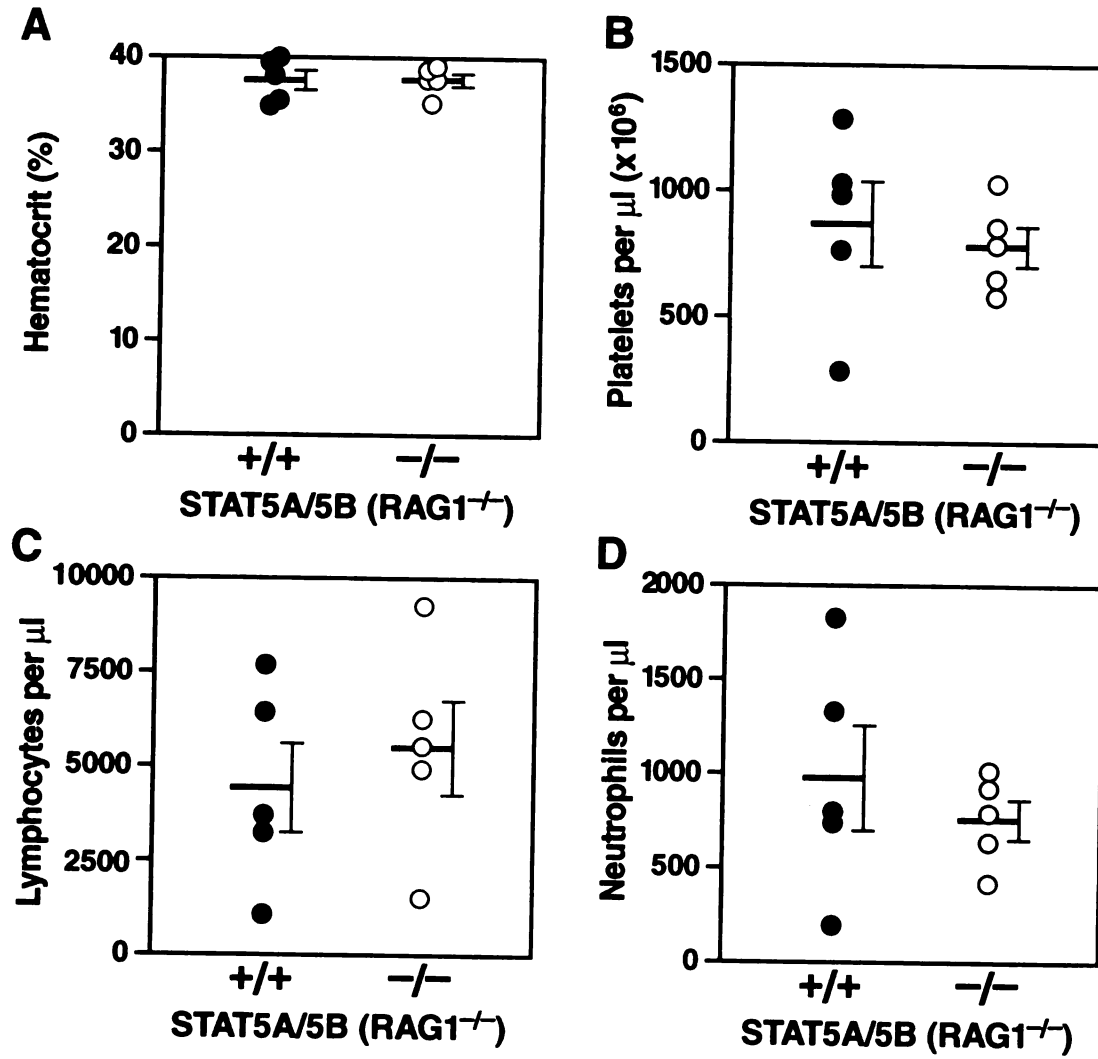 A
Hematocrit (%)
40
30
20
10
0
+/+ −/−
STAT5A/5B (RAG1−/−)
B
Platelets per μl (x10⁶)
1500
1000
500
0
+/+ −/−
STAT5A/5B (RAG1−/−)
C
Lymphocytes per μl
10000
7500
5000
2500
0
+/+ −/−
STAT5A/5B (RAG1−/−)
D
Neutrophils per μl
2000
1500
1000
500
0
+/+ −/−
STAT5A/5B (RAG1−/−)